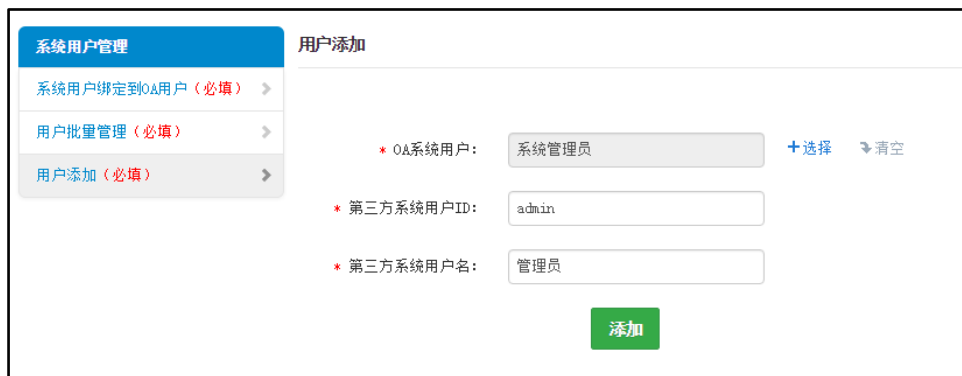 系统用户管理
系统用户绑定到OA用户（必填）
用户批量管理（必填）
用户添加（必填）
用户添加
* OA系统用户： 系统管理员 +选择 清空
* 第三方系统用户ID： admin
* 第三方系统用户名： 管理员
添加